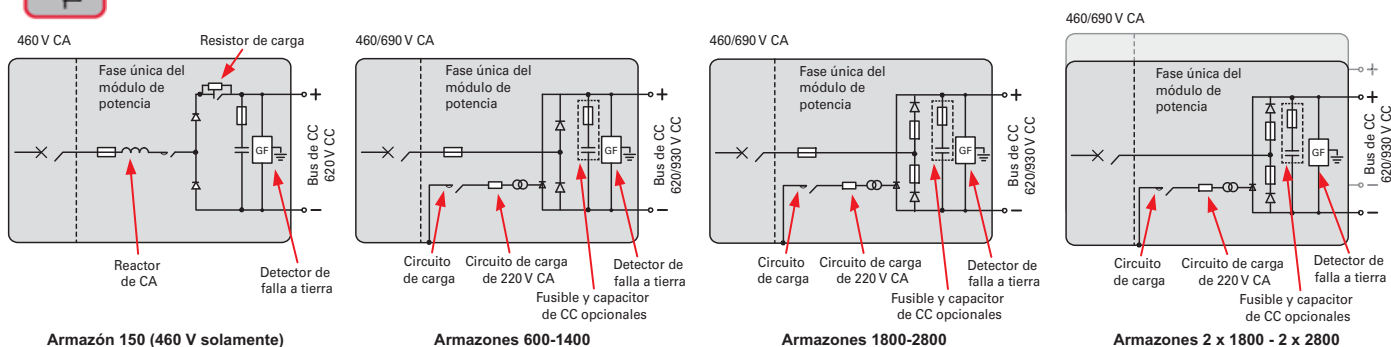 460 V CA
Resistor de carga
Fase única del
módulo de
potencia
GF
+
–
Bus de CC
620 V CC
Reactor
de CA
Detector de
falla a tierra
Armazón 150 (460 V solamente)
460/690 V CA
Fase única del
módulo de
potencia
GF
+
–
Bus de CC
620/930 V CC
Circuito
de carga
Circuito de carga
de 220 V CA
Detector de
falla a tierra
Fusible y capacitor
de CC opcionales
Armazones 600-1400
460/690 V CA
Fase única del
módulo de
potencia
GF
+
–
Bus de CC
620/930 V CC
Circuito
de carga
Circuito de carga
de 220 V CA
Detector de
falla a tierra
Fusible y capacitor
de CC opcionales
Armazones 1800-2800
460/690 V CA
Fase única del
módulo de
potencia
GF
+
+
–
–
Bus de CC
620/930 V CC
Circuito
de carga
Circuito de carga
de 220 V CA
Detector de
falla a tierra
Fusible y capacitor
de CC opcionales
Armazones 2 x 1800 - 2 x 2800